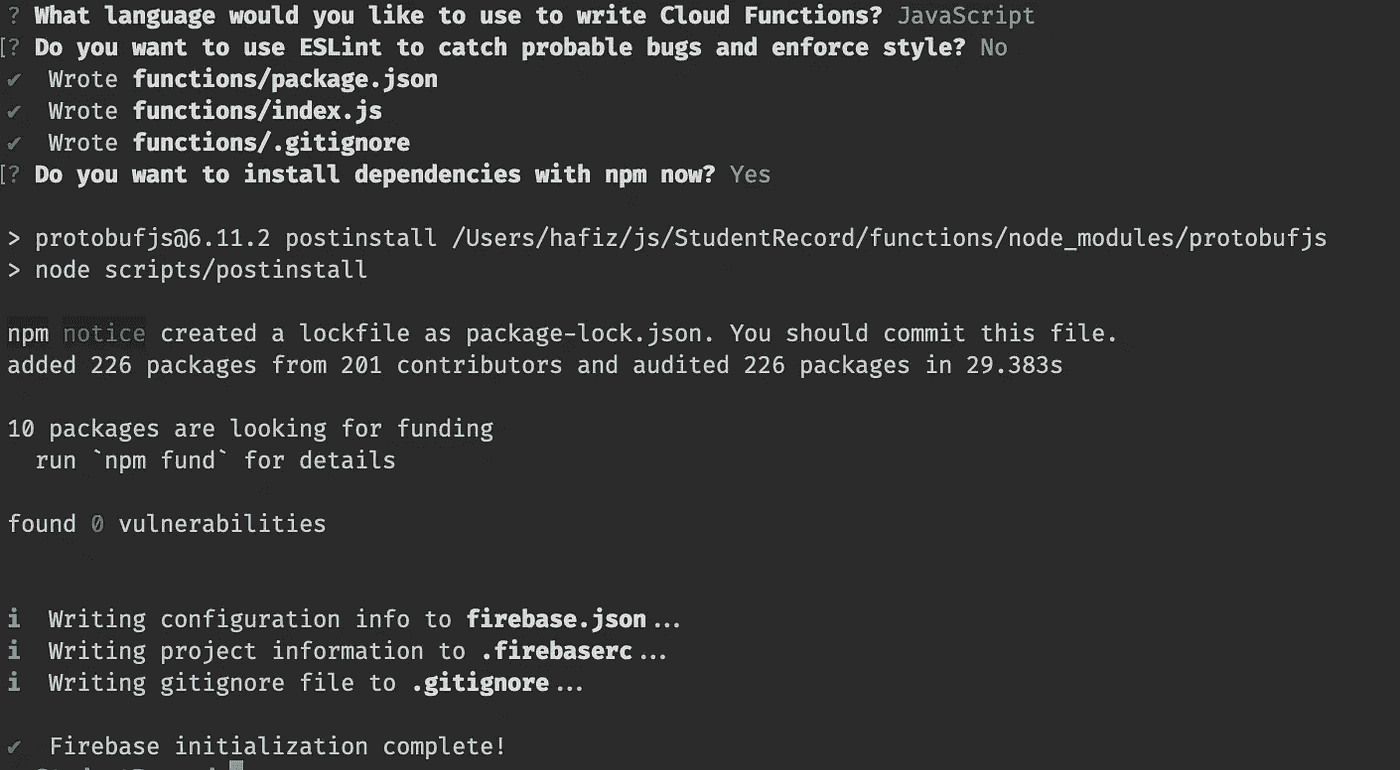 ? What language would you like to use to write Cloud Functions? JavaScript
[? Do you want to use ESLint to catch probable bugs and enforce style? No
✔ Wrote functions/package.json
✔ Wrote functions/index.js
✔ Wrote functions/.gitignore
[? Do you want to install dependencies with npm now? Yes
> protobufjs@6.11.2 postinstall /Users/hafiz/js/StudentRecord/functions/node_modules/protobufjs
> node scripts/postinstall
npm notice created a lockfile as package-lock.json. You should commit this file.
added 226 packages from 201 contributors and audited 226 packages in 29.383s
10 packages are looking for funding
run `npm fund` for details
found 0 vulnerabilities
i Writing configuration info to firebase.json...
i Writing project information to .firebaserc...
i Writing gitignore file to .gitignore...
✔ Firebase initialization complete!